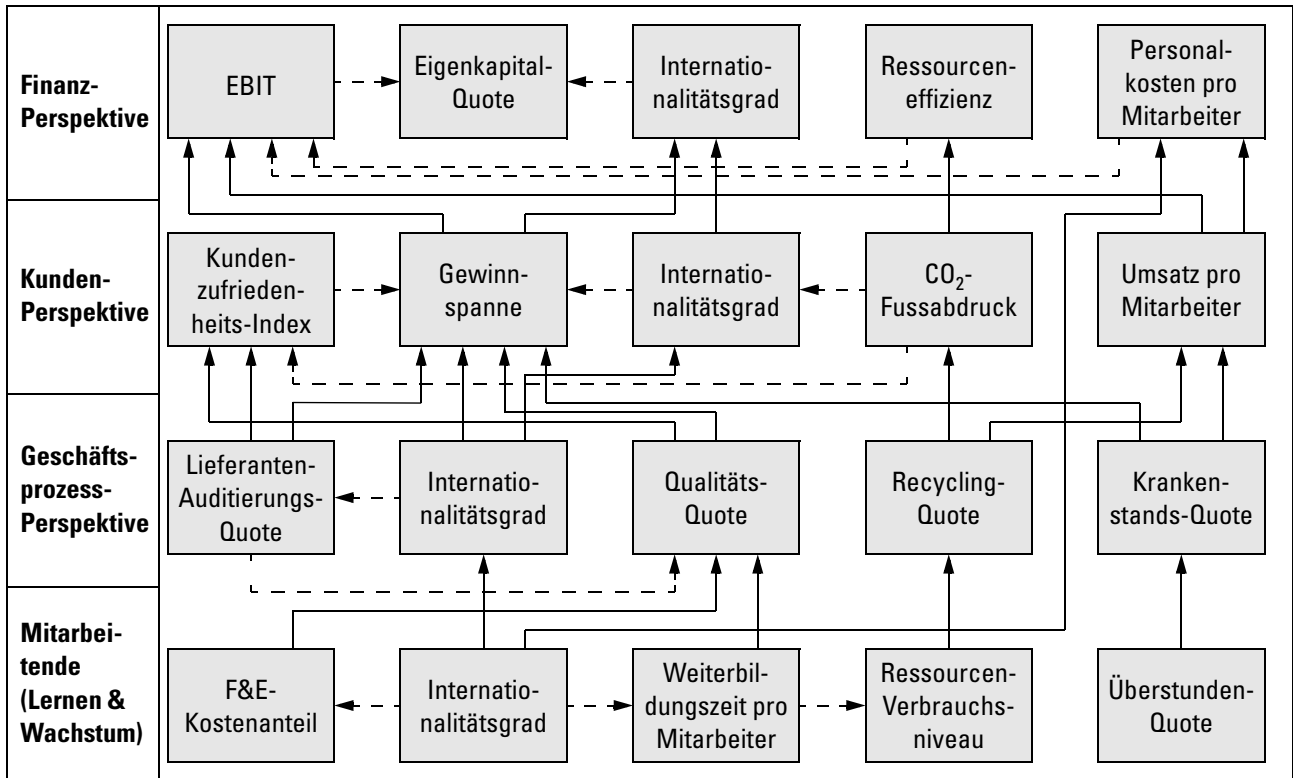 Finanz-
Perspektive
EBIT
Eigenkapital-
Quote
Internatio-
nalitätsgrad
Ressourcen-
effizienz
Personal-
kosten pro
Mitarbeiter
Kunden-
Perspektive
Kunden-
zufrieden-
heits-Index
Gewinn-
spanne
Internatio-
nalitätsgrad
CO₂-
Fussabdruck
Umsatz pro
Mitarbeiter
Geschäfts-
prozess-
Perspektive
Lieferanten-
Auditierungs-
Quote
Internatio-
nalitätsgrad
Qualitäts-
Quote
Recycling-
Quote
Kranken-
stands-Quote
Mitarbei-
tende
(Lernen &
Wachstum)
F&E-
Kostenanteil
Internatio-
nalitätsgrad
Weiterbil-
dungszeit pro
Mitarbeiter
Ressourcen-
Verbrauchs-
niveau
Überstunden-
Quote